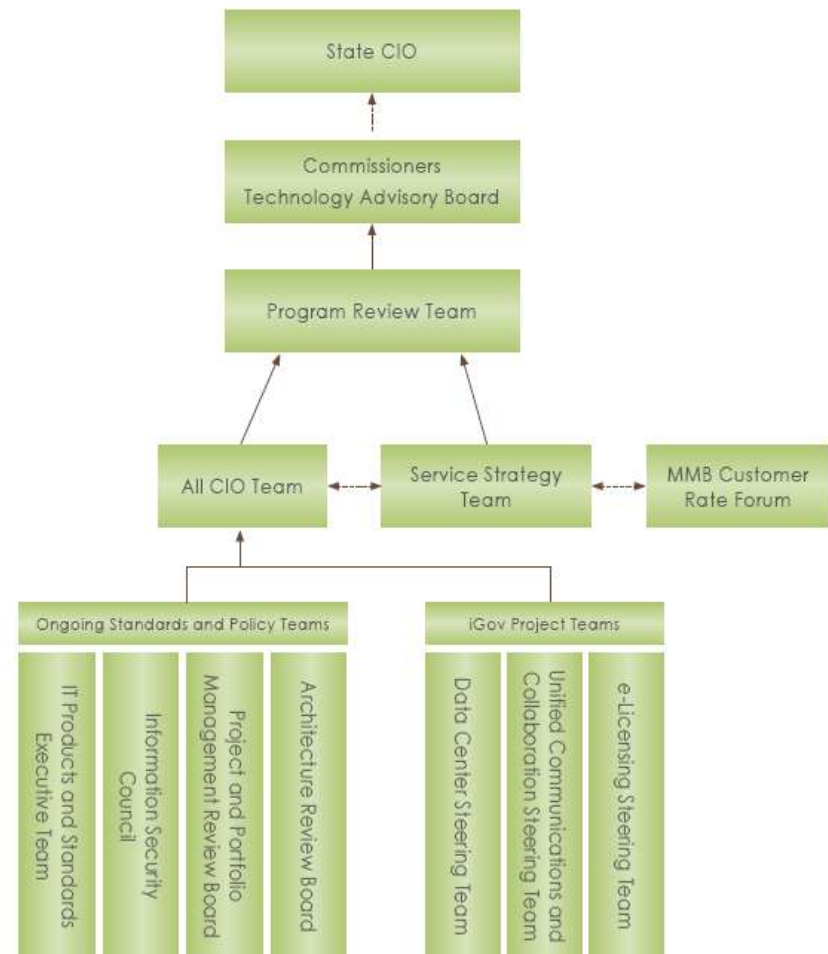 State CIO
Commissioners
Technology Advisory Board
Program Review Team
All CIO Team
Service Strategy
Team
MMB Customer
Rate Forum
Ongoing Standards and Policy Teams
IT Products and Standards
Executive Team
Information Security
Council
Project and Portfolio
Management Review Board
Architecture Review Board
iGov Project Teams
Data Center Steering Team
Unified Communications and
Collaboration Steering Team
e-Licensing Steering Team